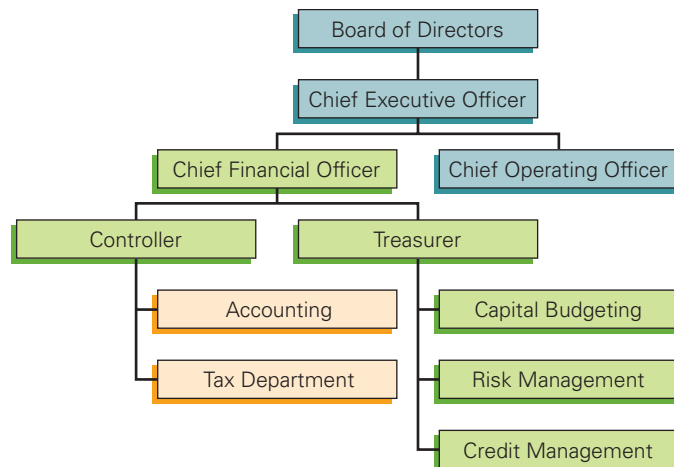 Board of Directors
Chief Executive Officer
Chief Financial Officer
Chief Operating Officer
Controller
Treasurer
Accounting
Capital Budgeting
Tax Department
Risk Management
Credit Management